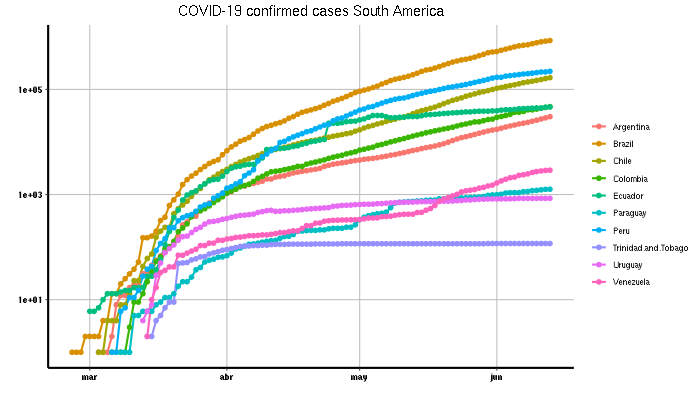 COVID-19 confirmed cases South America
1e+05
1e+03
1e+01
mar abr may jun
Argentina
Brazil
Chile
Colombia
Ecuador
Paraguay
Peru
Trinidad.and.Tobago
Uruguay
Venezuela